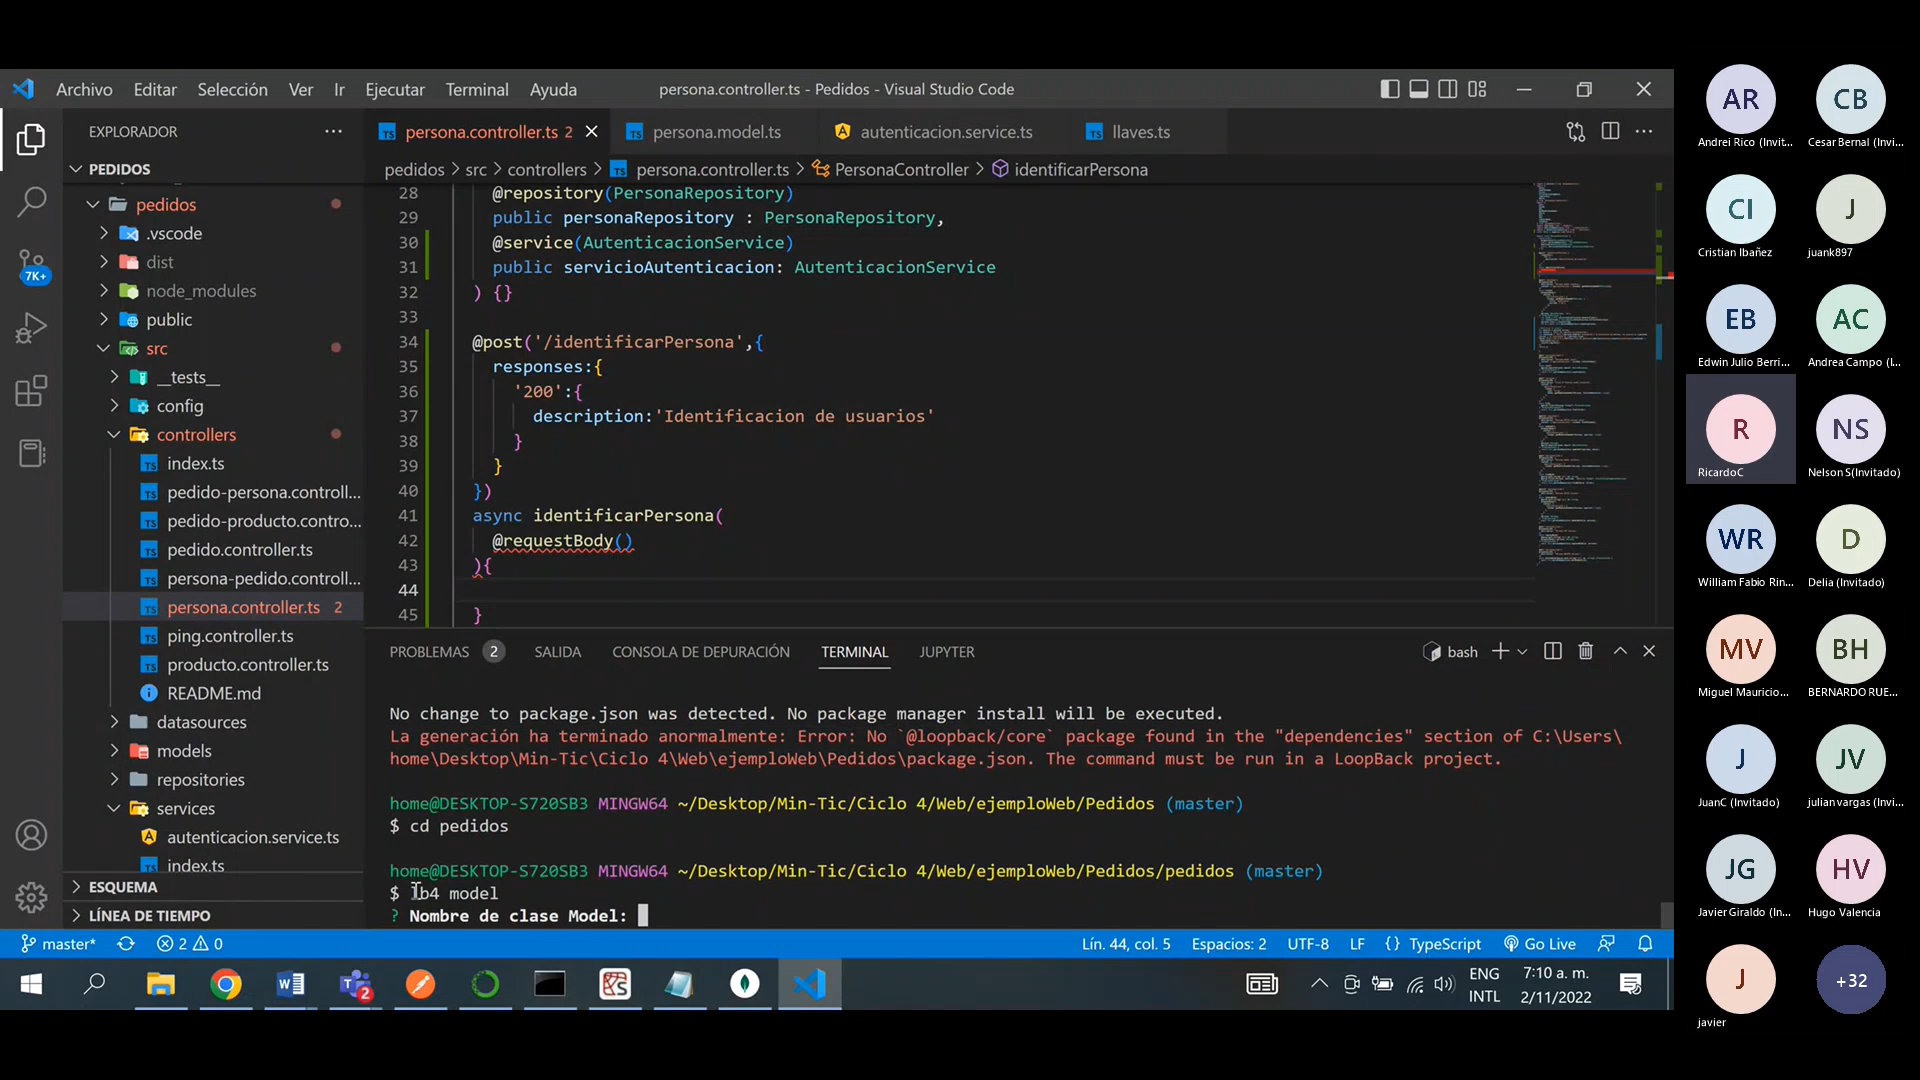 Archivo Editar Selección Ver Ir Ejecutar Terminal Ayuda persona.controller.ts - Pedidos - Visual Studio Code
EXPLORADOR
PEDIDOS
pedidos
.vscode
dist
node_modules
public
src
__tests__
config
controllers
index.ts
pedido-persona.controll...
pedido-producto.contro...
pedido.controller.ts
persona-pedido.controll...
persona.controller.ts 2
ping.controller.ts
producto.controller.ts
README.md
datasources
models
repositories
services
autenticacion.service.ts
index.ts
ESQUEMA
LÍNEA DE TIEMPO
7K+
persona.controller.ts 2 persona.model.ts autenticacion.service.ts llaves.ts
pedidos > src > controllers > persona.controller.ts > PersonaController > identificarPersona
28 @repository(PersonaRepository)
29 public personaRepository : PersonaRepository,
30 @service(AutenticacionService)
31 public servicioAutenticacion: AutenticacionService
32 ) {}
33
34 @post('/identificarPersona',{
35 responses:{
36 '200':{
37 description:'Identificacion de usuarios'
38 }
39 }
40 })
41 async identificarPersona(
42 @requestBody()
43 ){
44
45 }
PROBLEMAS 2 SALIDA CONSOLA DE DEPURACIÓN TERMINAL JUPYTER bash
No change to package.json was detected. No package manager install will be executed.
La generación ha terminado anormalmente: Error: No `@loopback/core` package found in the "dependencies" section of C:\Users\
home\Desktop\Min-Tic\Ciclo 4\Web\ejemploWeb\Pedidos\package.json. The command must be run in a LoopBack project.
home@DESKTOP-S720SB3 MINGW64 ~/Desktop/Min-Tic/Ciclo 4/Web/ejemploWeb/Pedidos (master)
$ cd pedidos
home@DESKTOP-S720SB3 MINGW64 ~/Desktop/Min-Tic/Ciclo 4/Web/ejemploWeb/Pedidos/pedidos (master)
$ lb4 model
? Nombre de clase Model:
master* 2 0 Lín. 44, col. 5 Espacios: 2 UTF-8 LF {} TypeScript Go Live
2
ENG
INTL
7:10 a. m.
2/11/2022
AR CB
Andrei Rico (Invit... Cesar Bernal (Invi...
CI J
Cristian Ibañez juank897
EB AC
Edwin Julio Berri... Andrea Campo (I...
R NS
RicardoC Nelson S(Invitado)
WR D
William Fabio Rin... Delia (Invitado)
MV BH
Miguel Mauricio... BERNARDO RUE...
J JV
JuanC (Invitado) julian vargas (Invi...
JG HV
Javier Giraldo (In... Hugo Valencia
J +32
javier